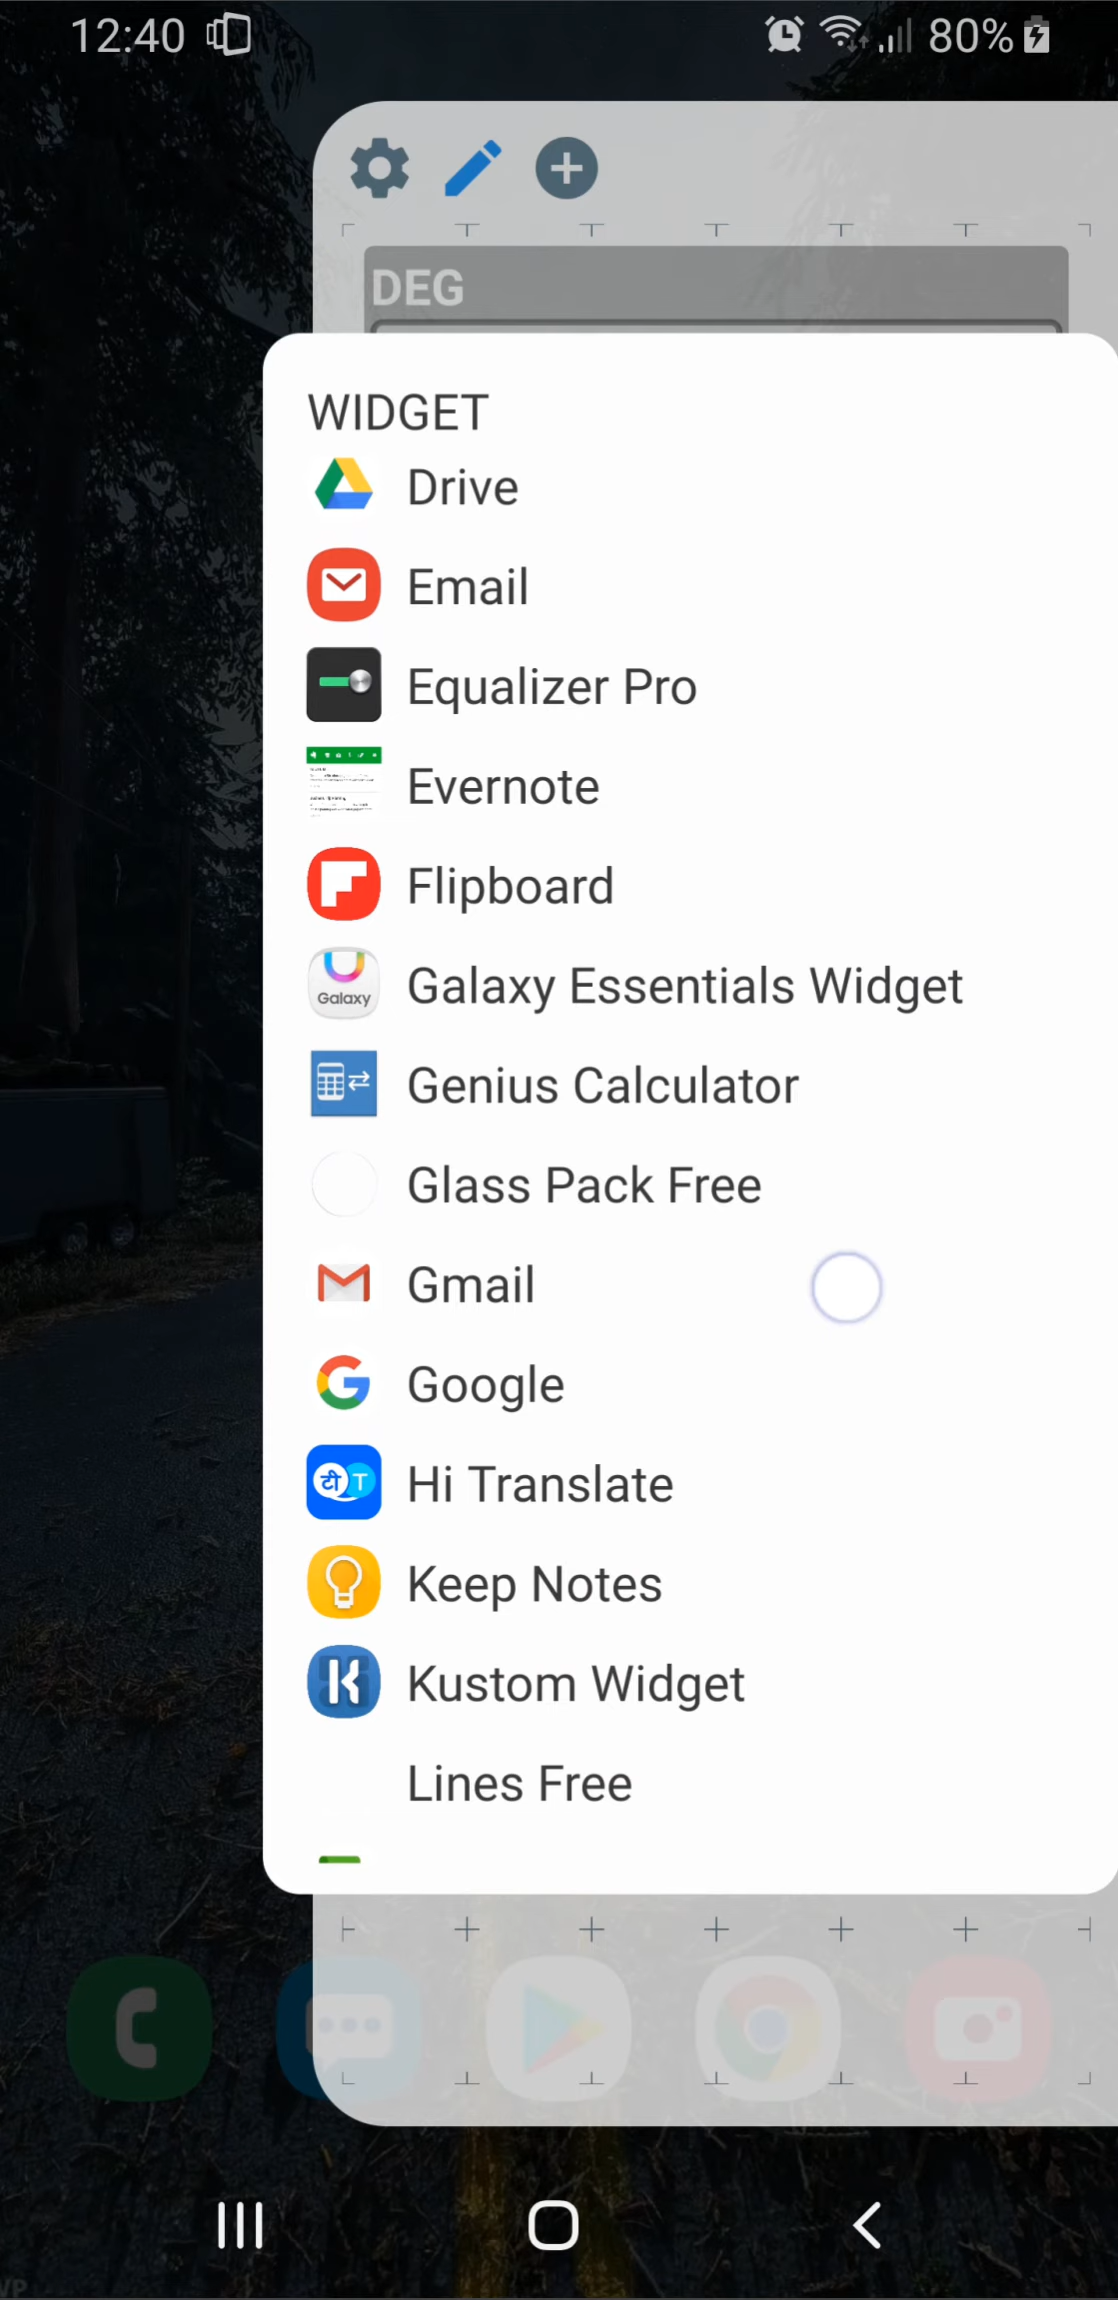 12:40
80%
DEG
WIDGET
Drive
Email
Equalizer Pro
Evernote
Flipboard
Galaxy
Galaxy Essentials Widget
Genius Calculator
Glass Pack Free
Gmail
Google
टी T
Hi Translate
Keep Notes
Kustom Widget
Lines Free